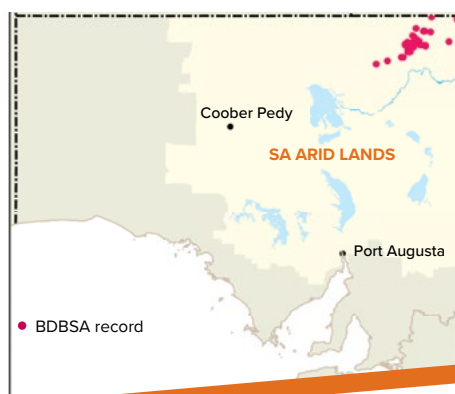 Coober Pedy
SA ARID LANDS
Port Augusta
BDBSA record